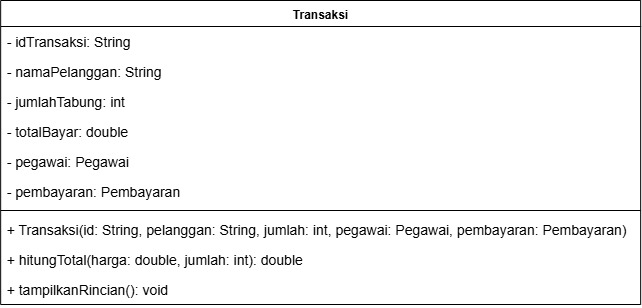 Transaksi
- idTransaksi: String
- namaPelanggan: String
- jumlahTabung: int
- totalBayar: double
- pegawai: Pegawai
- pembayaran: Pembayaran
+ Transaksi(id: String, pelanggan: String, jumlah: int, pegawai: Pegawai, pembayaran: Pembayaran)
+ hitungTotal(harga: double, jumlah: int): double
+ tampilkanRincian(): void